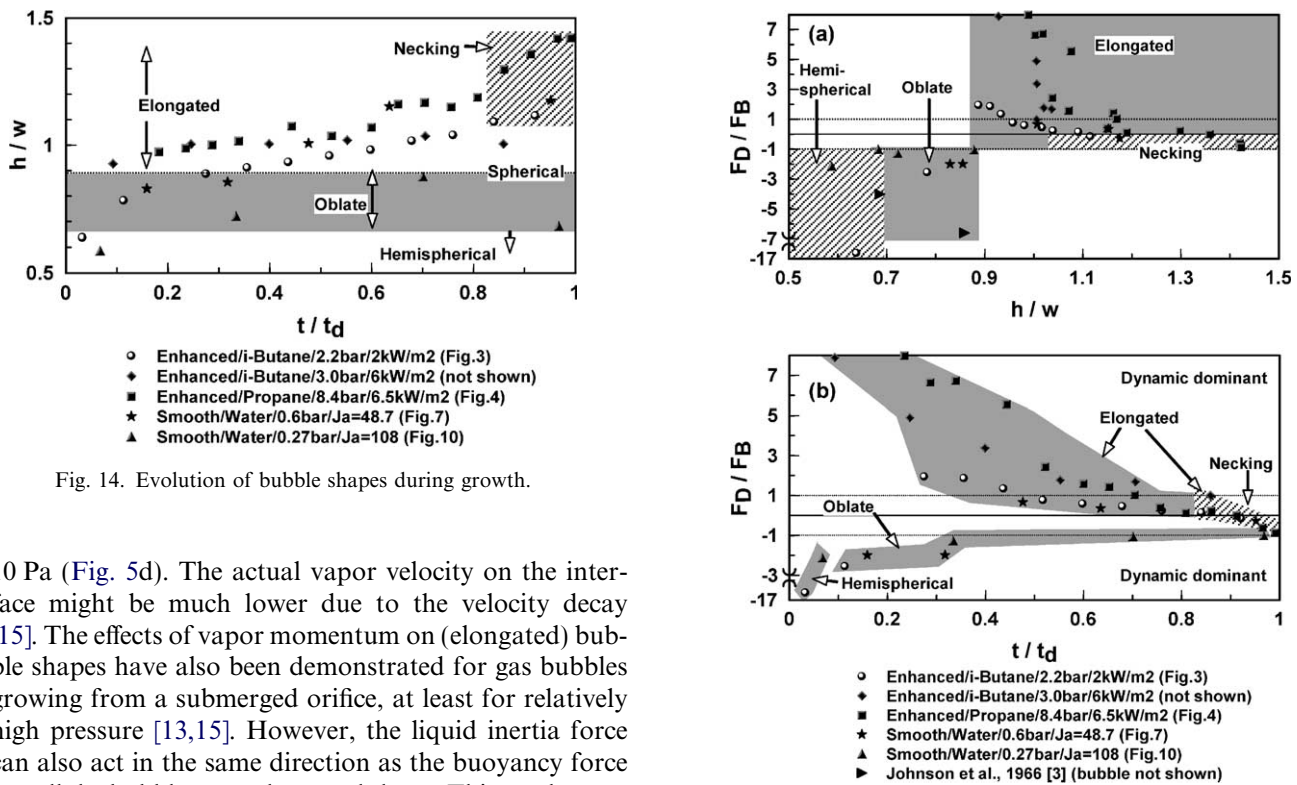 1.5
1
0.5
h / w
Necking
Elongated
Spherical
Oblate
Hemispherical
0 0.2 0.4 0.6 0.8 1
t / td
Enhanced/i-Butane/2.2bar/2kW/m2 (Fig.3)
Enhanced/i-Butane/3.0bar/6kW/m2 (not shown)
Enhanced/Propane/8.4bar/6.5kW/m2 (Fig.4)
Smooth/Water/0.6bar/Ja=48.7 (Fig.7)
Smooth/Water/0.27bar/Ja=108 (Fig.10)
Fig. 14. Evolution of bubble shapes during growth.
0 Pa (Fig. 5d). The actual vapor velocity on the inter-
face might be much lower due to the velocity decay
15]. The effects of vapor momentum on (elongated) bub-
ble shapes have also been demonstrated for gas bubbles
growing from a submerged orifice, at least for relatively
high pressure [13,15]. However, the liquid inertia force
can also act in the same direction as the buoyancy force
(a)
7
5
3
1
-1
-3
-5
-7
-17
FD / FB
Hemi-
spherical
Oblate
Elongated
Necking
0.5 0.7 0.9 1.1 1.3 1.5
h / w
(b)
7
5
3
1
-1
-3
-17
FD / FB
Dynamic dominant
Elongated
Necking
Oblate
Hemispherical
Dynamic dominant
0 0.2 0.4 0.6 0.8 1
t / td
Enhanced/i-Butane/2.2bar/2kW/m2 (Fig.3)
Enhanced/i-Butane/3.0bar/6kW/m2 (not shown)
Enhanced/Propane/8.4bar/6.5kW/m2 (Fig.4)
Smooth/Water/0.6bar/Ja=48.7 (Fig.7)
Smooth/Water/0.27bar/Ja=108 (Fig.10)
Johnson et al., 1966 [3] (bubble not shown)